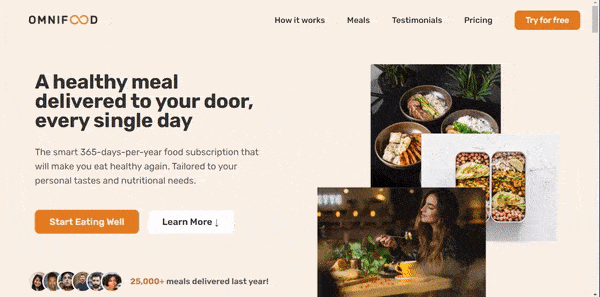 OMNIFOOD
How it works
Meals
Testimonials
Pricing
Try for free
A healthy meal
delivered to your door,
every single day
The smart 365-days-per-year food subscription that
will make you eat healthy again. Tailored to your
personal tastes and nutritional needs.
Start Eating Well
Learn More ↓
25,000+ meals delivered last year!